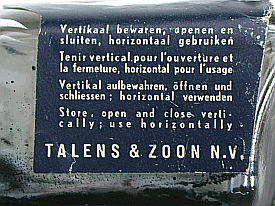 Vertikaal bewaren, openen en
sluiten, horizontaal gebruiken
Tenir vertical pour l'ouverture et
la fermeture, horizontal pour l'usage
Vertikal aufbewahren, öffnen und
schliessen; horizontal verwenden
Store, open and close verti-
cally; use horizontally
TALENS & ZOON N.V.